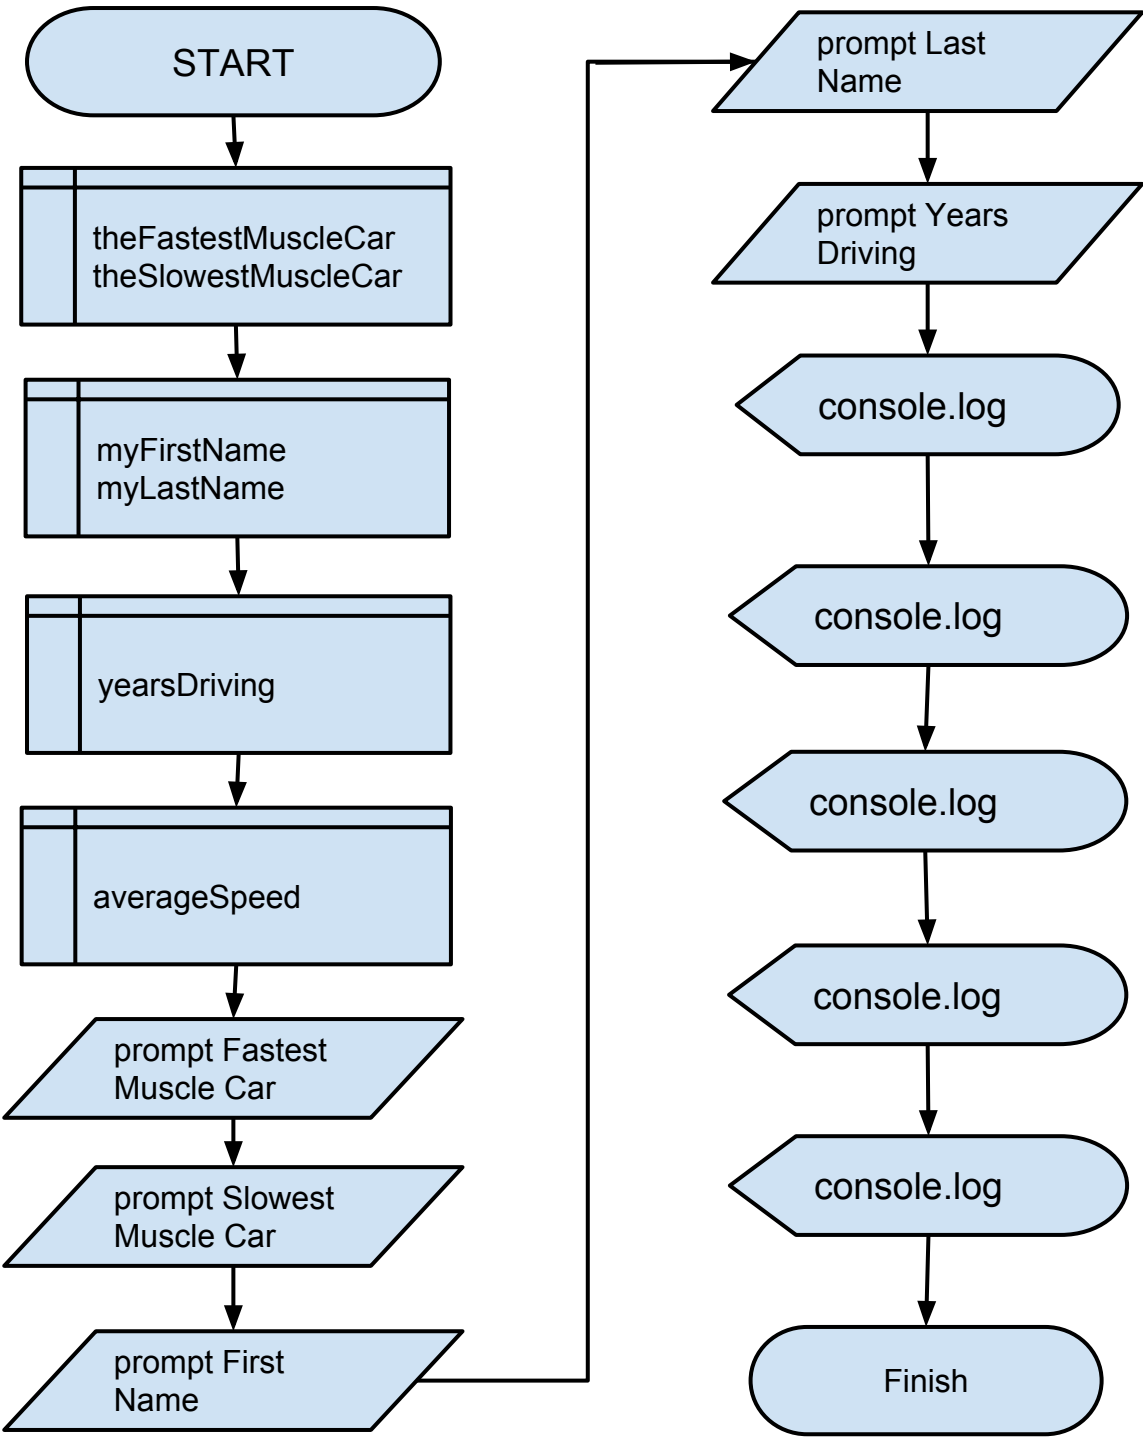 START
theFastestMuscleCar
theSlowestMuscleCar
myFirstName
myLastName
yearsDriving
averageSpeed
prompt Fastest
Muscle Car
prompt Slowest
Muscle Car
prompt First
Name
prompt Last
Name
prompt Years
Driving
console.log
console.log
console.log
console.log
console.log
Finish